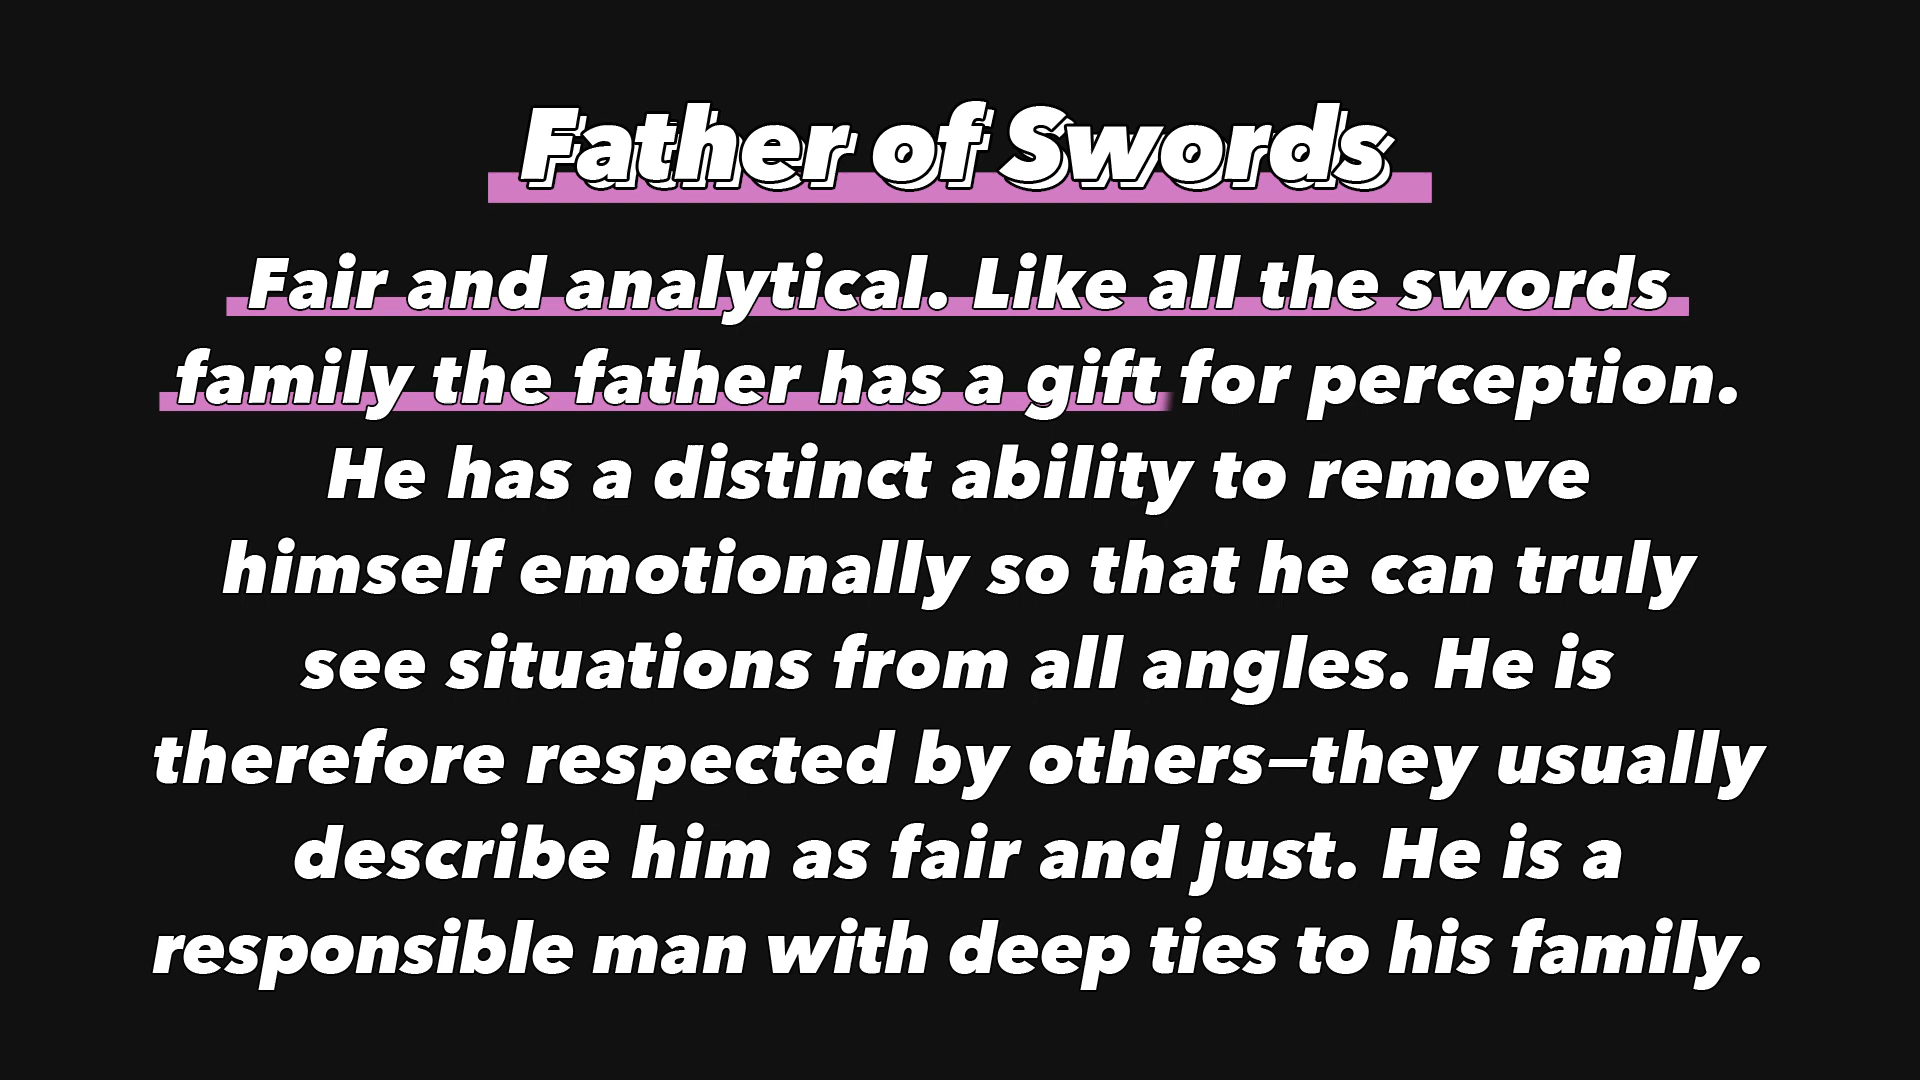 Father of Swords
Fair and analytical. Like all the swords
family the father has a gift for perception.
He has a distinct ability to remove
himself emotionally so that he can truly
see situations from all angles. He is
therefore respected by others—they usually
describe him as fair and just. He is a
responsible man with deep ties to his family.